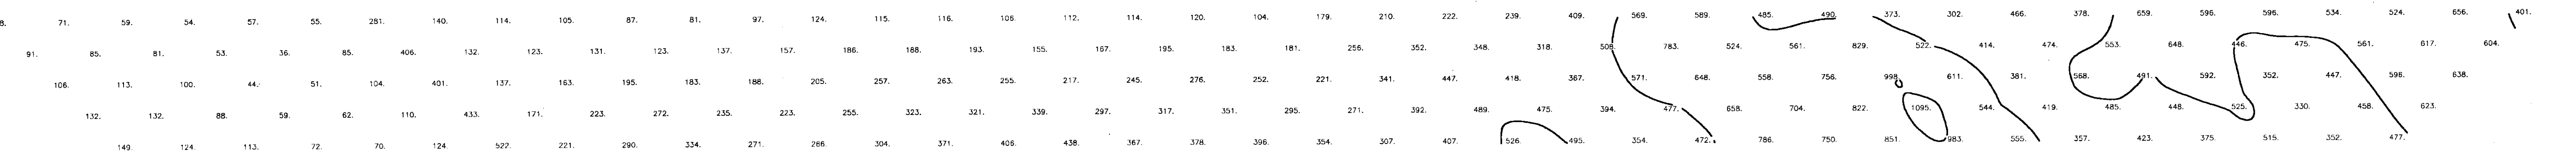 71. 59. 54. 57. 55. 281. 140. 114. 105. 87. 81. 97. 124. 115. 116. 106. 112. 114. 120. 104. 179. 210. 222. 239. 409. 569. 589. 485. 490. 373. 302. 466. 378. 659. 596. 596. 534. 524. 656. 401.
91. 85. 81. 53. 36. 85. 406. 132. 123. 131. 123. 137. 157. 186. 188. 193. 155. 167. 195. 183. 181. 256. 352. 348. 318. 508. 783. 524. 561. 829. 522. 414. 474. 553. 648. 446. 475. 561. 617. 604.
106. 113. 100. 44. 51. 104. 401. 137. 163. 195. 183. 188. 205. 257. 263. 255. 217. 245. 276. 252. 221. 341. 447. 418. 367. 571. 648. 558. 756. 998. 611. 381. 568. 491. 592. 352. 447. 596. 638.
132. 132. 88. 59. 62. 110. 433. 171. 223. 272. 235. 223. 255. 323. 321. 339. 297. 317. 351. 295. 271. 392. 489. 475. 394. 477. 658. 704. 822. 1095. 544. 419. 485. 448. 525. 330. 458. 623.
149. 124. 113. 72. 70. 124. 522. 221. 290. 334. 271. 266. 304. 371. 406. 438. 367. 378. 396. 354. 307. 407. 526. 495. 354. 472. 786. 750. 851. 983. 555. 357. 423. 375. 515. 352. 477.